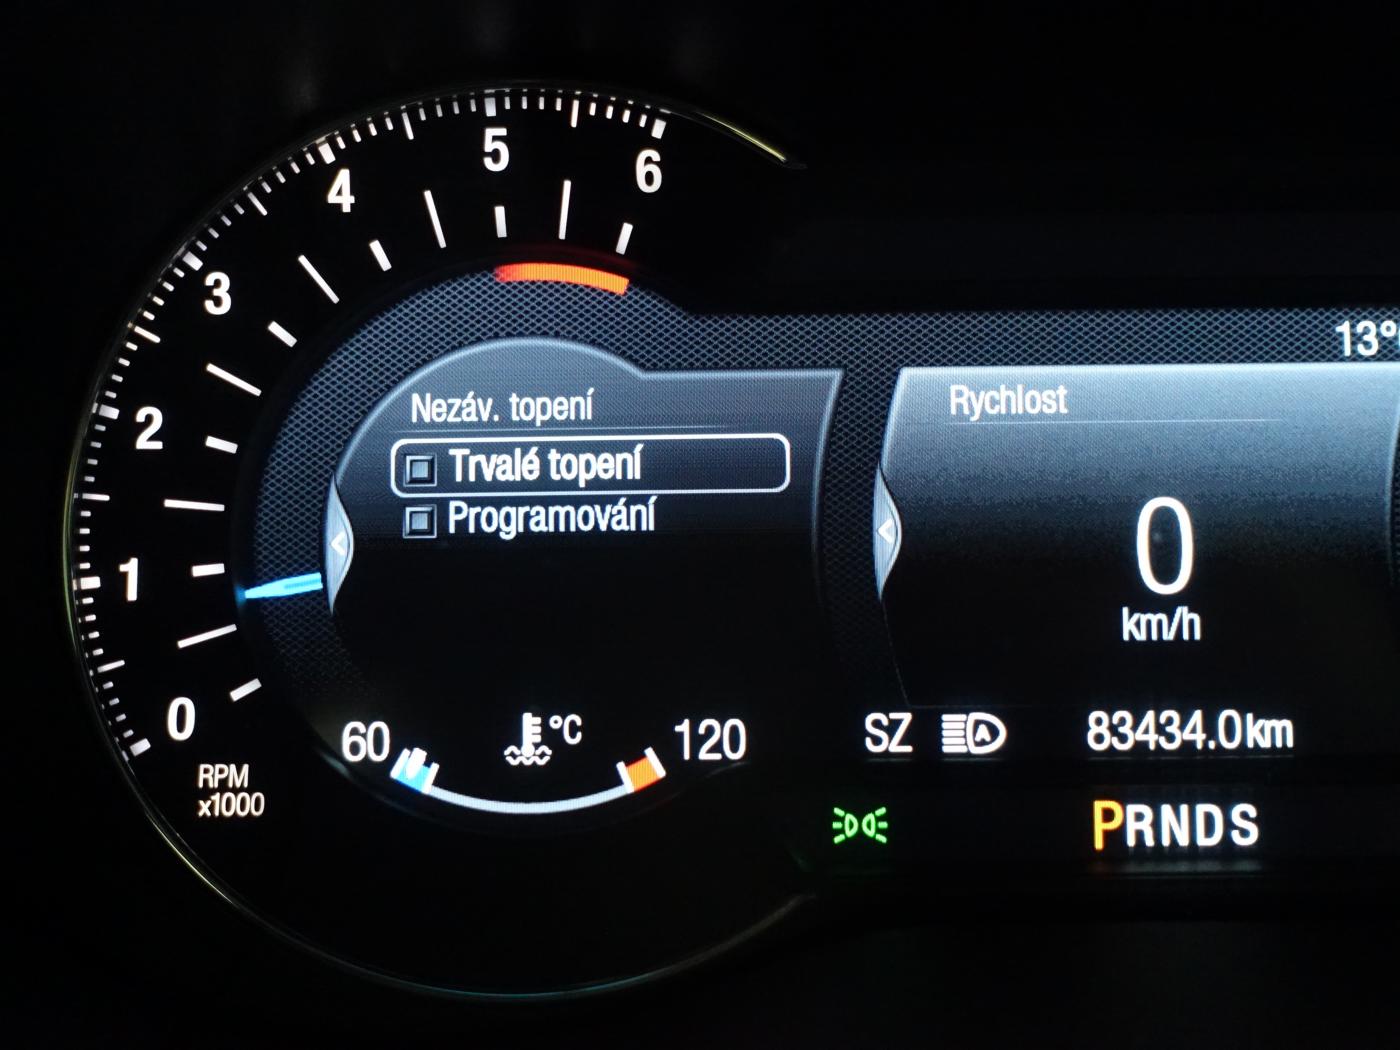 5
6
4
3
2
1
0
RPM
x1000
13°
Nezáv. topení
Trvalé topení
Programování
60
°C
120
Rychlost
0
km/h
SZ
A
83434.0km
PRNDS